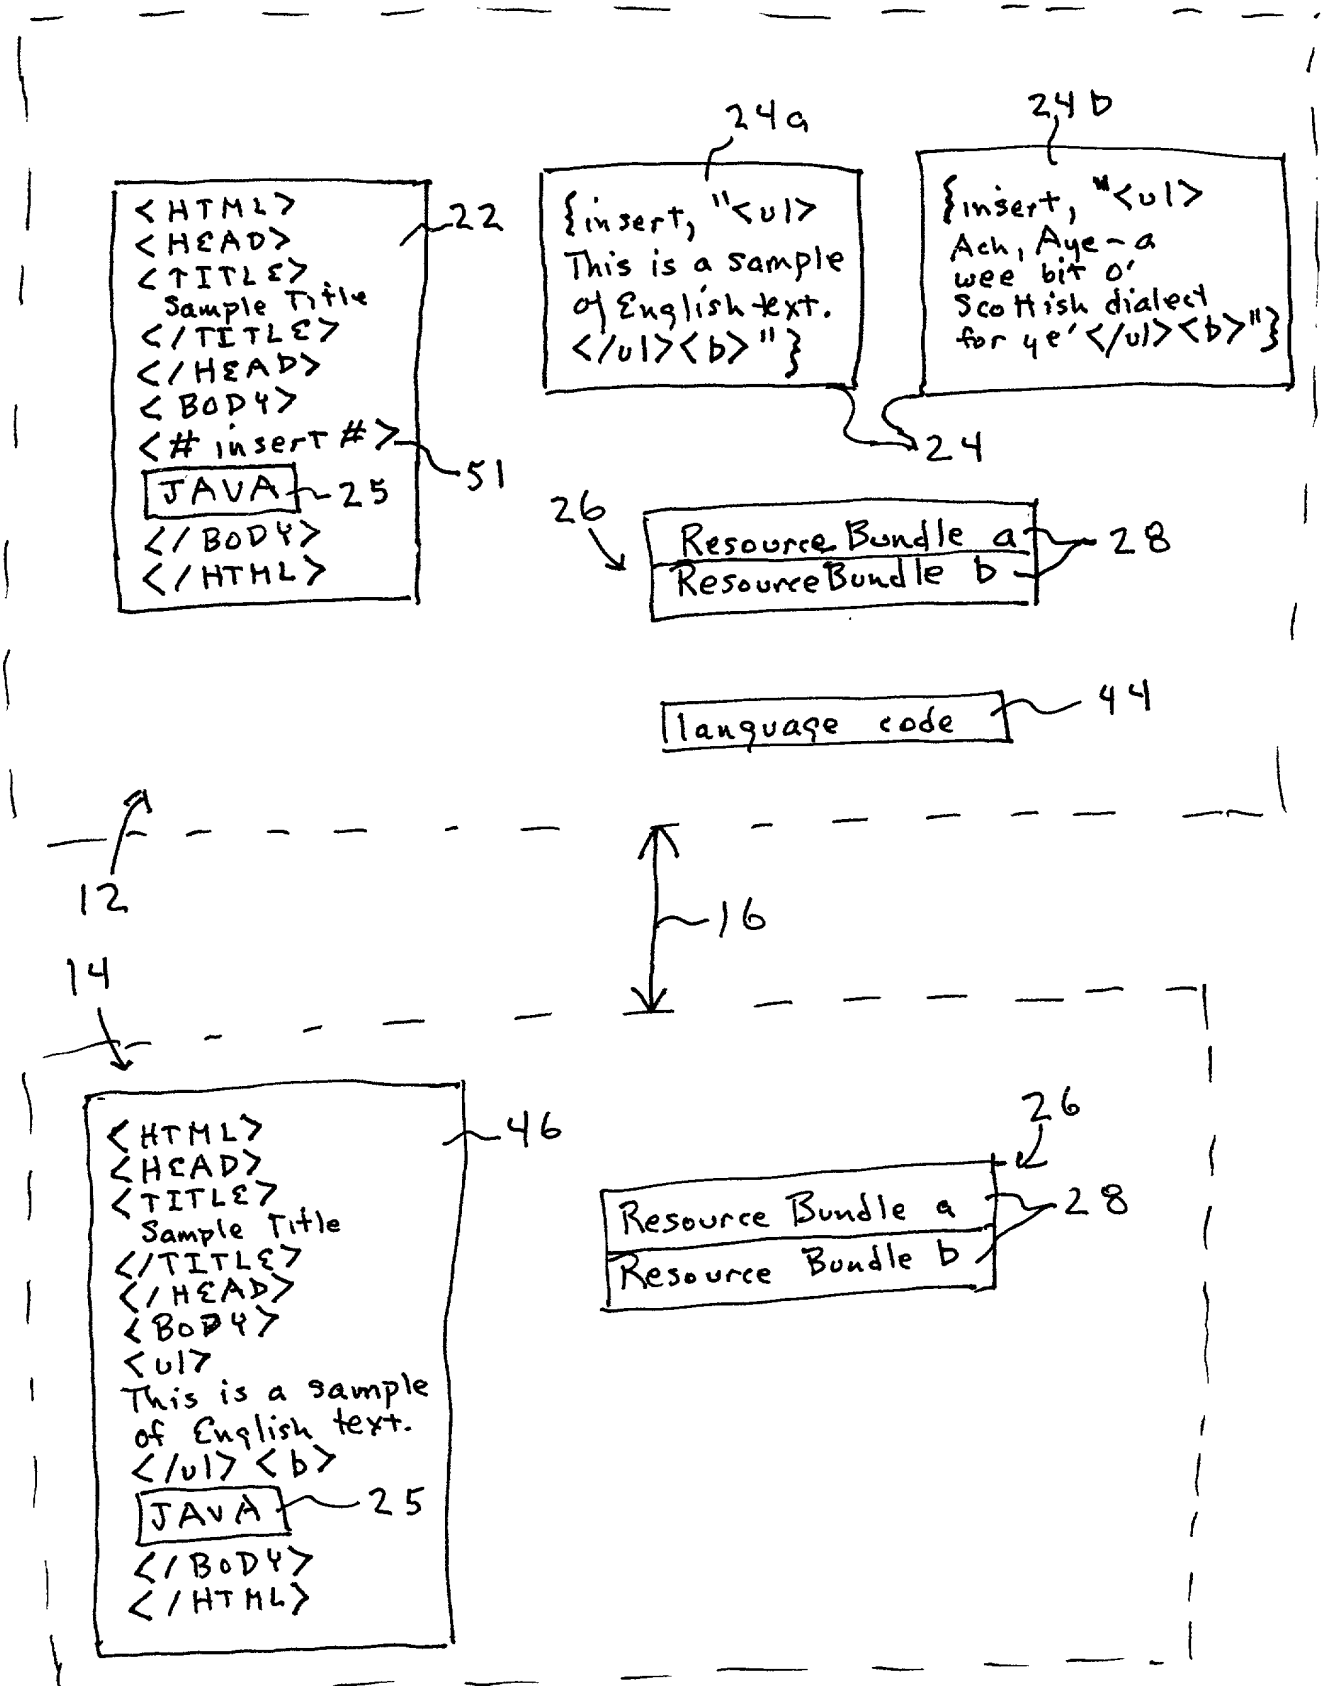 24a
24b
<HTML>
<HEAD>
<TITLE>
Sample Title
</TITLE>
</HEAD>
<BODY>
<# insert #>
JAVA
25
</BODY>
</HTML>
22
51
{insert, "<ul>
This is a sample
of English text.
</ul><b>"}
{insert, "<ul>
Ach, Aye - a
wee bit o'
Scottish dialect
for ye' </ul><b>"}
24
26
Resource Bundle a
Resource Bundle b
28
language code
44
12
16
14
<HTML>
<HEAD>
<TITLE>
Sample Title
</TITLE>
</HEAD>
<BODY>
<ul>
This is a sample
of English text.
</ul><b>
JAVA
25
</BODY>
</HTML>
46
26
Resource Bundle a
Resource Bundle b
28